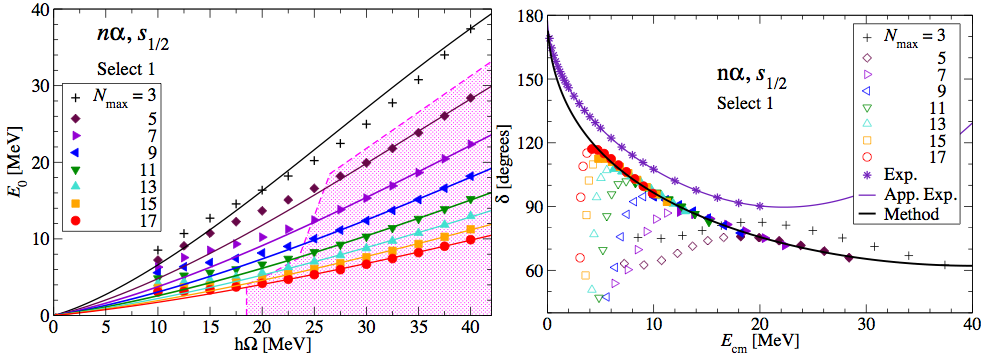 nα, s1/2
Select 1
Nmax = 3
5
7
9
11
13
15
17
E0 [MeV]
40
30
20
10
0
0 5 10 15 20 25 30 35 40
hΩ [MeV]
nα, s1/2
Select 1
Nmax = 3
5
7
9
11
13
15
17
Exp.
App. Exp.
Method
δ [degrees]
180
150
120
90
60
0 10 20 30 40
Ecm [MeV]